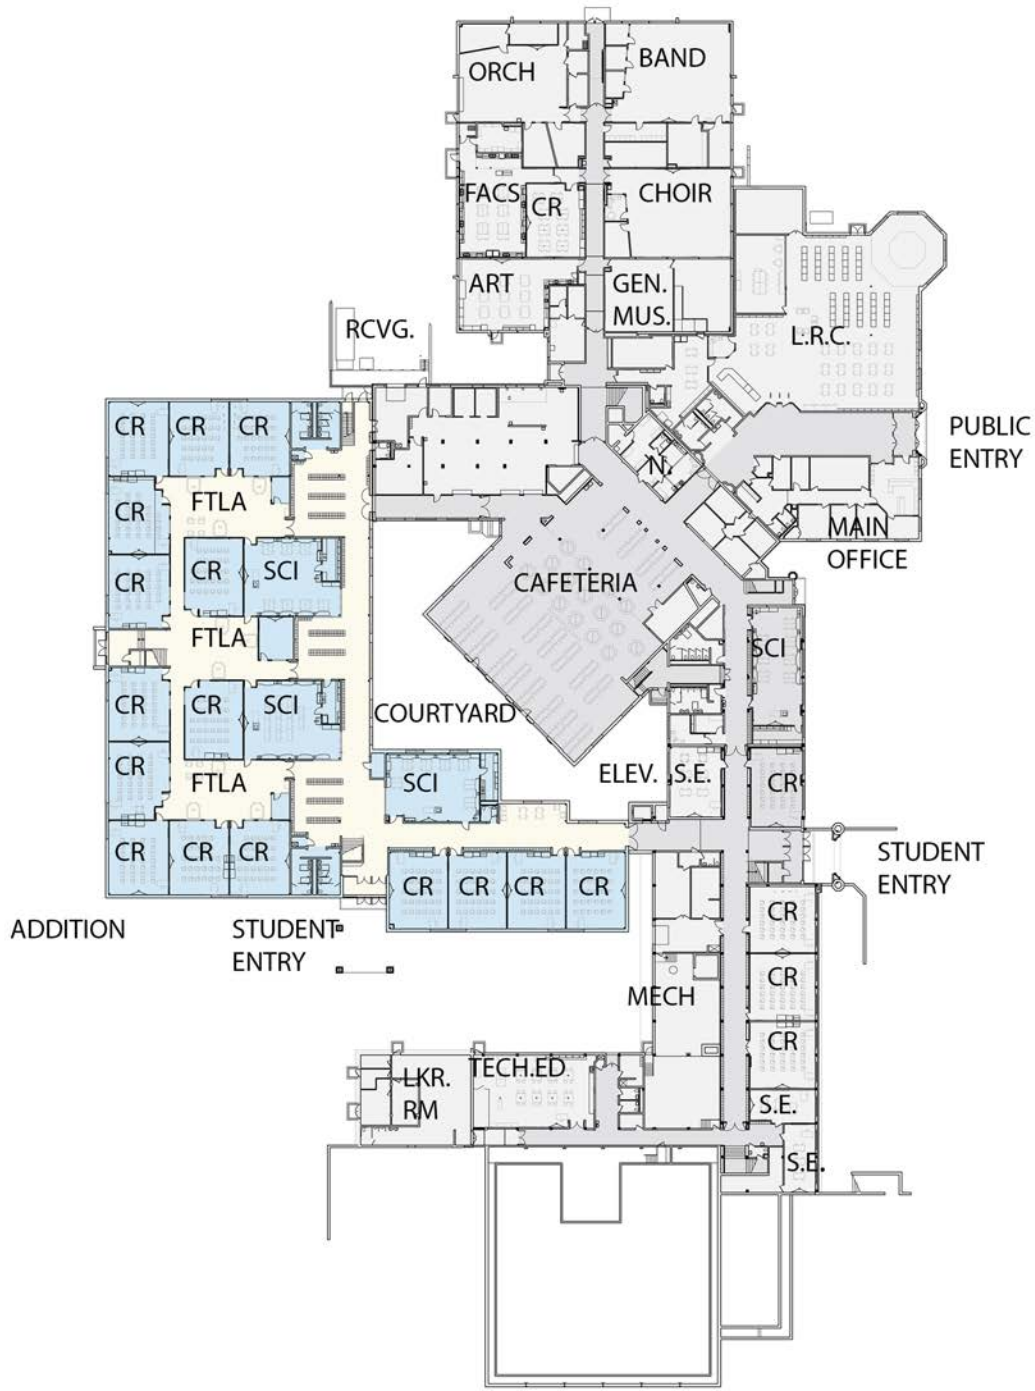 ORCH
BAND
FACS
CR
CHOIR
ART
GEN.
MUS.
RCVG.
L.R.C.
CR
CR
CR
PUBLIC
ENTRY
N.
FTLA
CR
MAIN
OFFICE
CR
CR
SCI
CAFETERIA
FTLA
SCI
CR
CR
SCI
COURTYARD
CR
FTLA
SCI
ELEV.
S.E.
CR
CR
CR
CR
STUDENT
ENTRY
CR
CR
CR
CR
CR
ADDITION
STUDENT
ENTRY
CR
MECH
CR
LKR.
RM
TECH.ED.
S.E.
S.E.